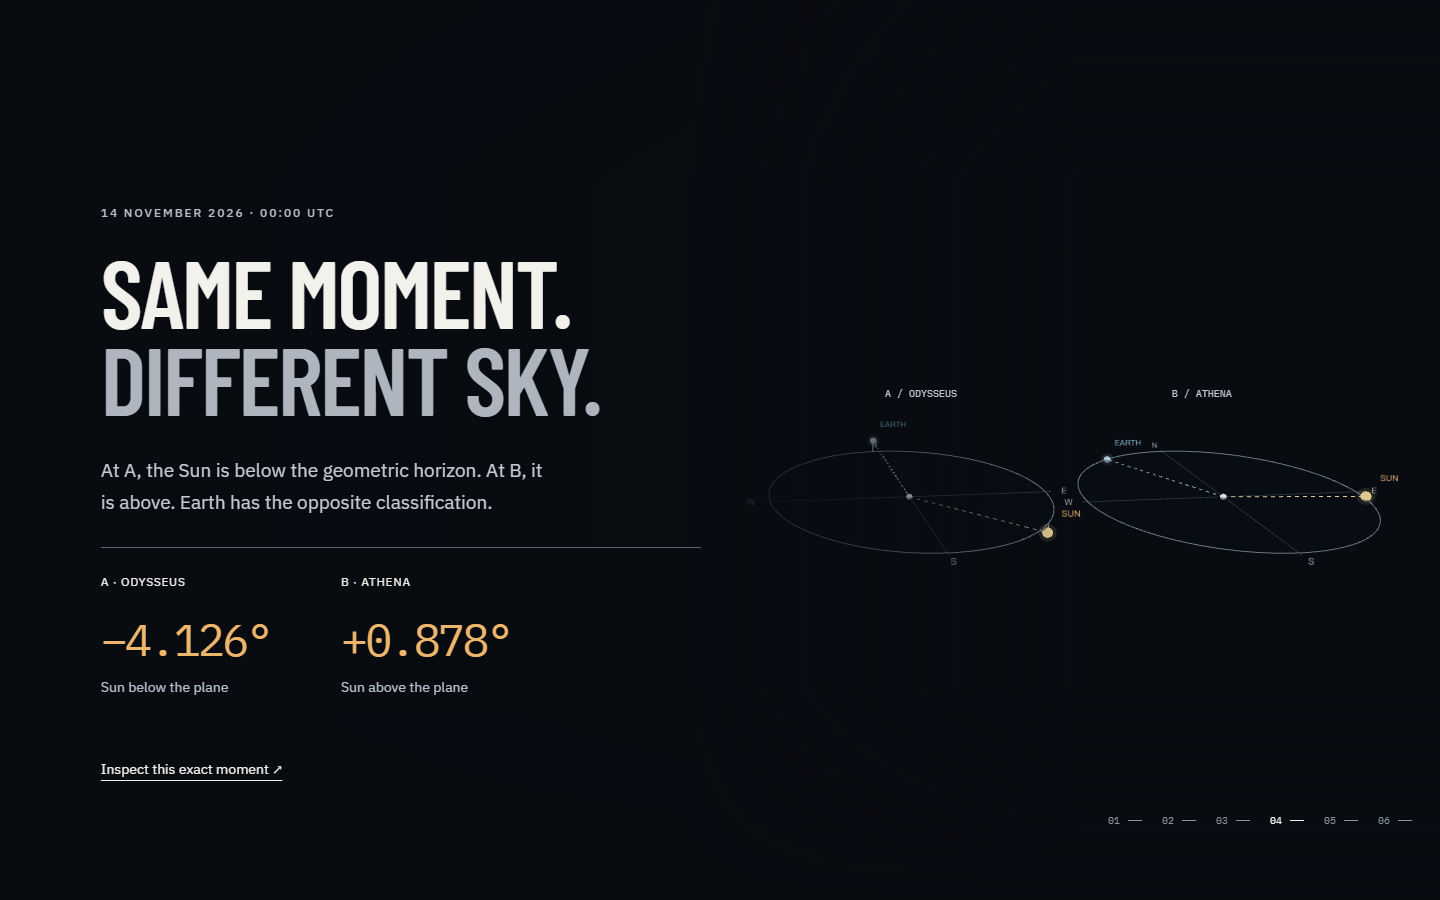 14 NOVEMBER 2026 · 00:00 UTC
SAME MOMENT.
DIFFERENT SKY.
At A, the Sun is below the geometric horizon. At B, it
is above. Earth has the opposite classification.
A · ODYSSEUS
B · ATHENA
−4.126°
+0.878°
Sun below the plane
Sun above the plane
Inspect this exact moment ↗
A / ODYSSEUS
EARTH
W
E
SUN
S
B / ATHENA
EARTH
N
SUN
E
W
S
01
02
03
04
05
06